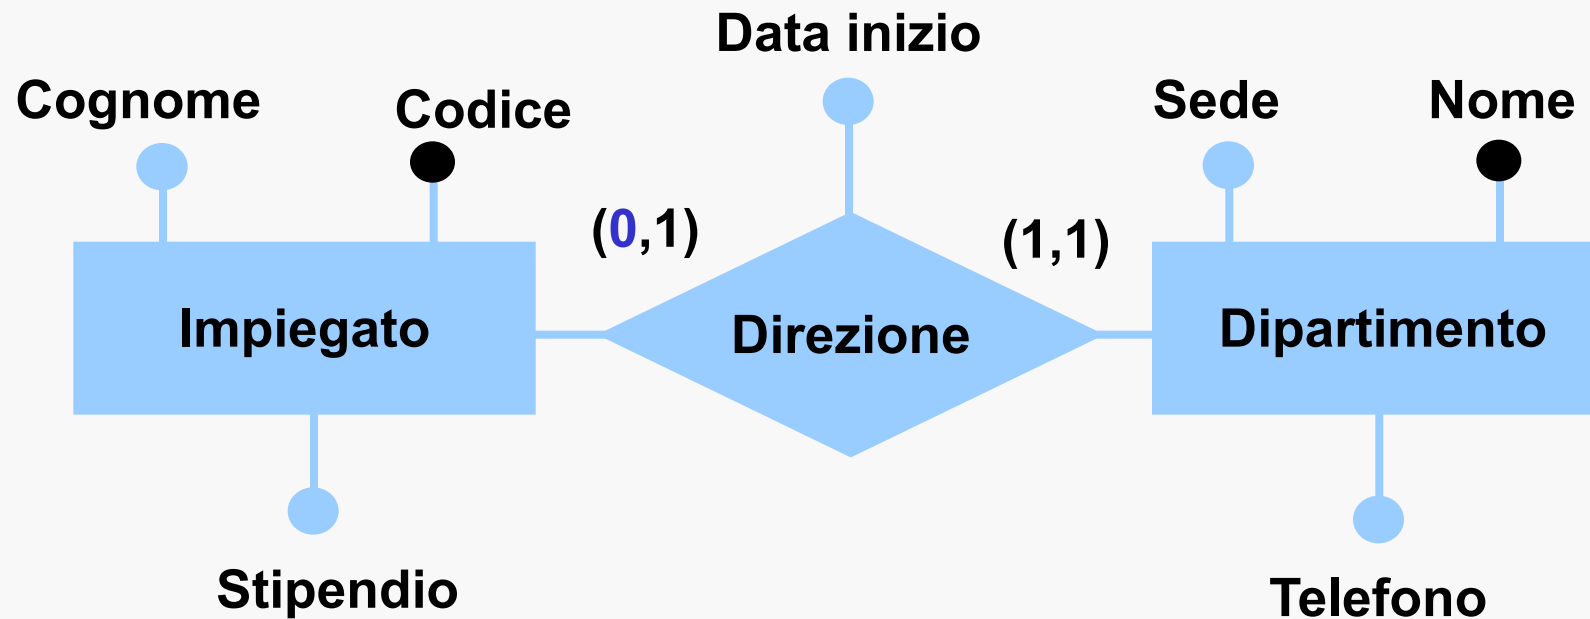 Data inizio
Cognome
Codice
Sede
Nome
(0,1)
(1,1)
Impiegato
Direzione
Dipartimento
Stipendio
Telefono